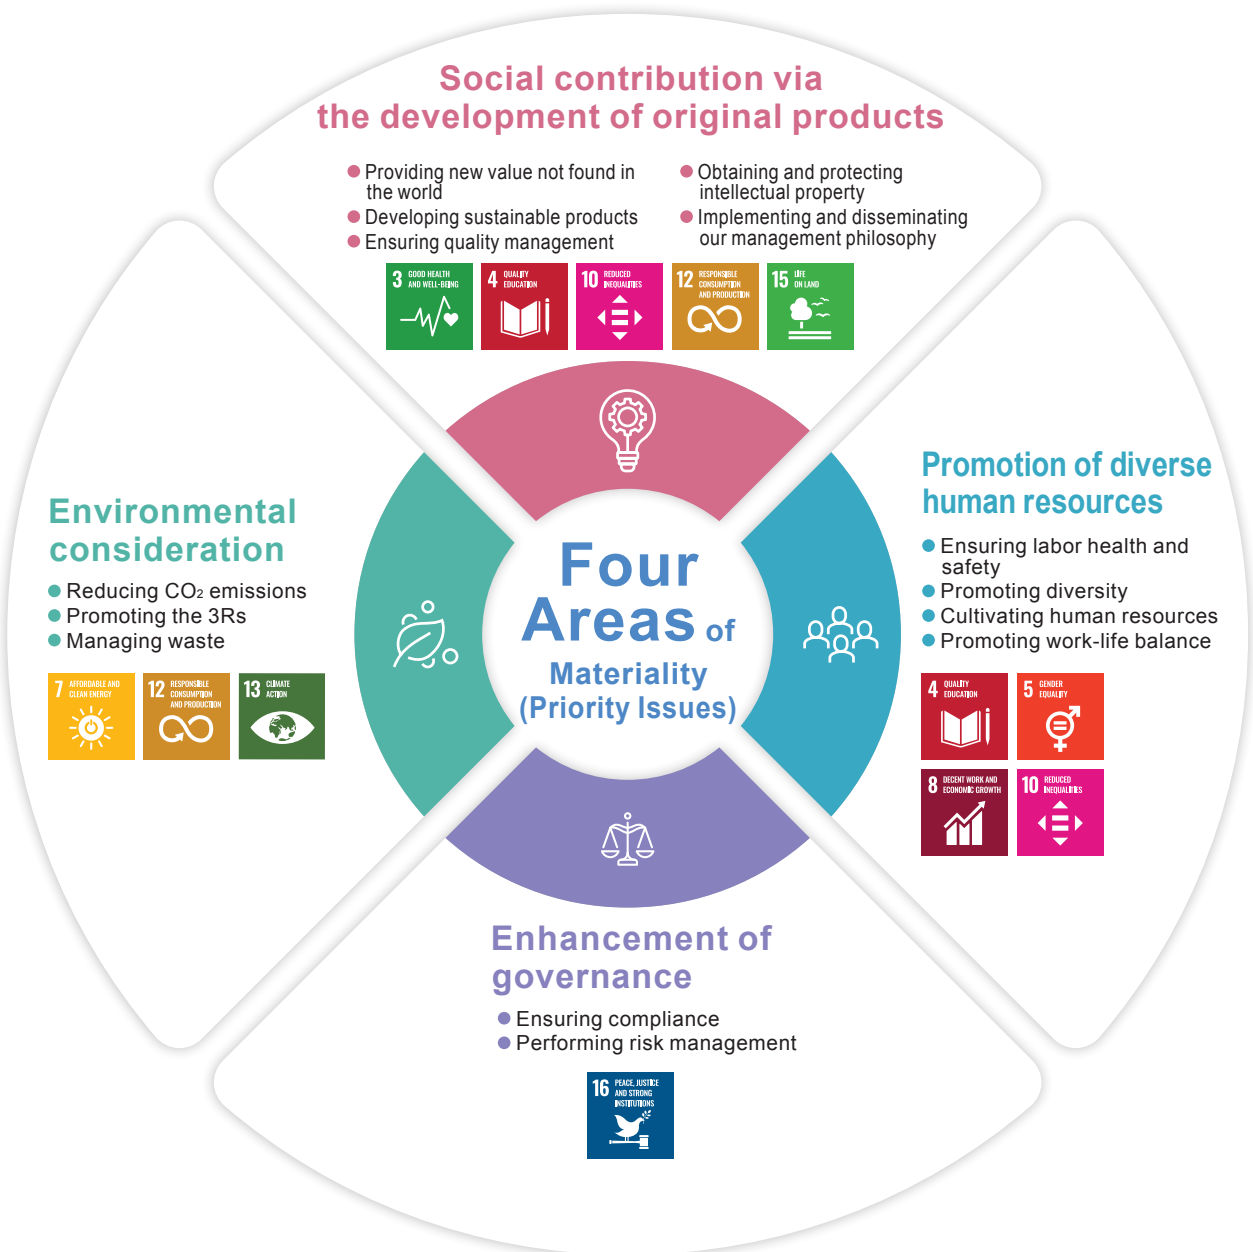 Social contribution via
the development of original products
● Providing new value not found in
the world
● Developing sustainable products
● Ensuring quality management
● Obtaining and protecting
intellectual property
● Implementing and disseminating
our management philosophy
3 GOOD HEALTH
AND WELL-BEING
4 QUALITY
EDUCATION
10 REDUCED
INEQUALITIES
12 RESPONSIBLE
CONSUMPTION
AND PRODUCTION
15 LIFE
ON LAND
Environmental
consideration
● Reducing CO₂ emissions
● Promoting the 3Rs
● Managing waste
7 AFFORDABLE AND
CLEAN ENERGY
12 RESPONSIBLE
CONSUMPTION
AND PRODUCTION
13 CLIMATE
ACTION
Four
Areas of
Materiality
(Priority Issues)
Promotion of diverse
human resources
● Ensuring labor health and
safety
● Promoting diversity
● Cultivating human resources
● Promoting work-life balance
4 QUALITY
EDUCATION
5 GENDER
EQUALITY
8 DECENT WORK AND
ECONOMIC GROWTH
10 REDUCED
INEQUALITIES
Enhancement of
governance
● Ensuring compliance
● Performing risk management
16 PEACE, JUSTICE
AND STRONG
INSTITUTIONS